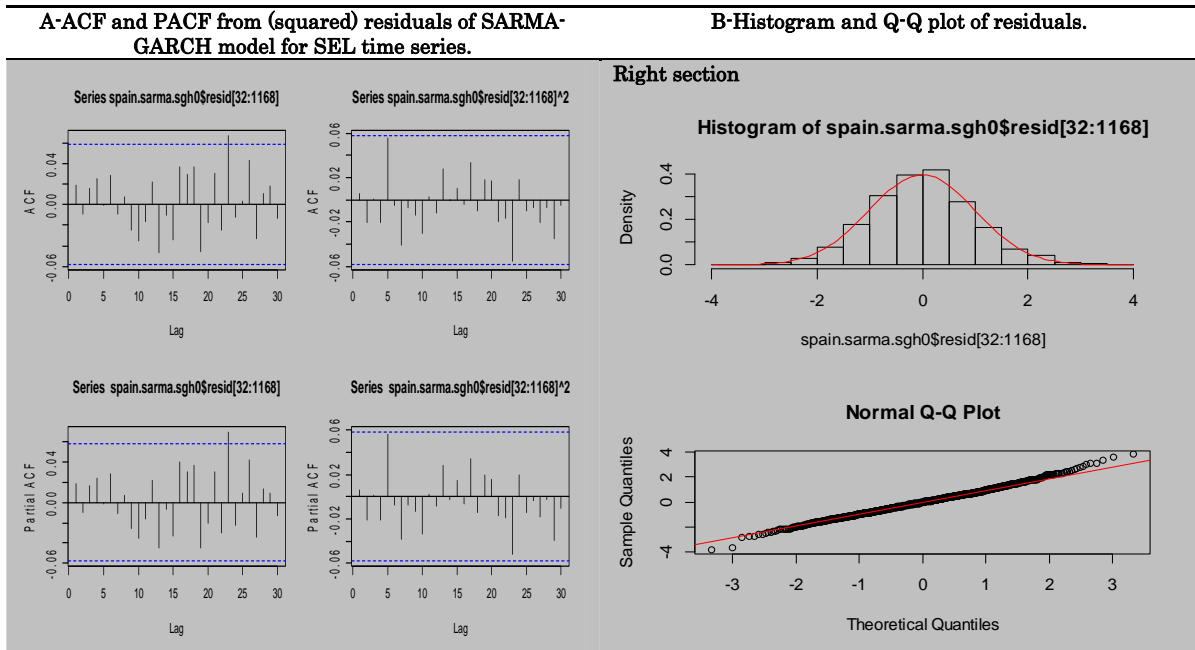 A-ACF and PACF from (squared) residuals of SARMA-
GARCH model for SEL time series.
B-Histogram and Q-Q plot of residuals.
Series spain.sarma.sgh0$resid[32:1168]
ACF
-0.06 0.00 0.04
0 5 10 15 20 25 30
Lag
Series spain.sarma.sgh0$resid[32:1168]^2
ACF
-0.06 -0.02 0.02 0.06
0 5 10 15 20 25 30
Lag
Series spain.sarma.sgh0$resid[32:1168]
Partial ACF
-0.06 0.00 0.04
0 5 10 15 20 25 30
Lag
Series spain.sarma.sgh0$resid[32:1168]^2
Partial ACF
-0.06 -0.02 0.02 0.06
0 5 10 15 20 25 30
Lag
Right section
Histogram of spain.sarma.sgh0$resid[32:1168]
Density
0.0 0.2 0.4
-4 -2 0 2 4
spain.sarma.sgh0$resid[32:1168]
Normal Q-Q Plot
Sample Quantiles
-4 -2 0 2 4
-3 -2 -1 0 1 2 3
Theoretical Quantiles